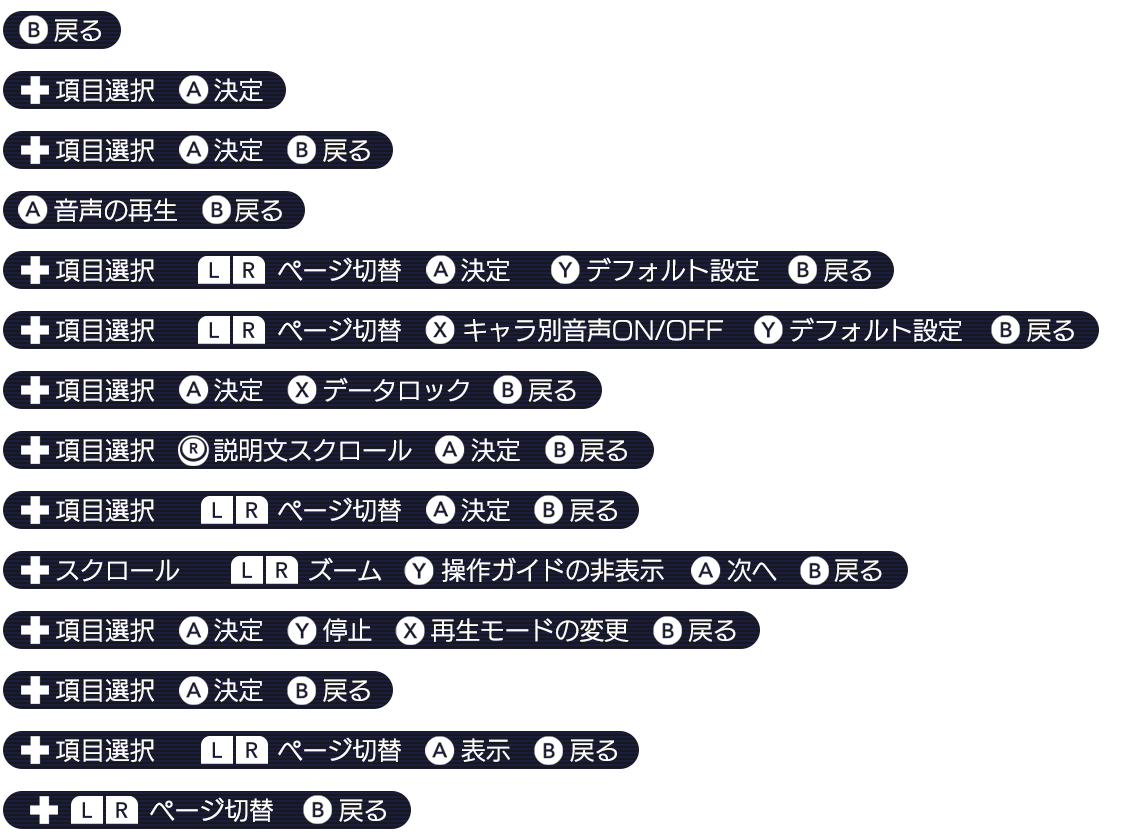 B 戻る
項目選択 A 決定
項目選択 A 決定 B 戻る
A 音声の再生 B 戻る
項目選択 L R ページ切替 A 決定 Y デフォルト設定 B 戻る
項目選択 L R ページ切替 X キャラ別音声ON/OFF Y デフォルト設定 B 戻る
項目選択 A 決定 X データロック B 戻る
項目選択 R 説明文スクロール A 決定 B 戻る
項目選択 L R ページ切替 A 決定 B 戻る
スクロール L R ズーム Y 操作ガイドの非表示 A 次へ B 戻る
項目選択 A 決定 Y 停止 X 再生モードの変更 B 戻る
項目選択 A 決定 B 戻る
項目選択 L R ページ切替 A 表示 B 戻る
L R ページ切替 B 戻る